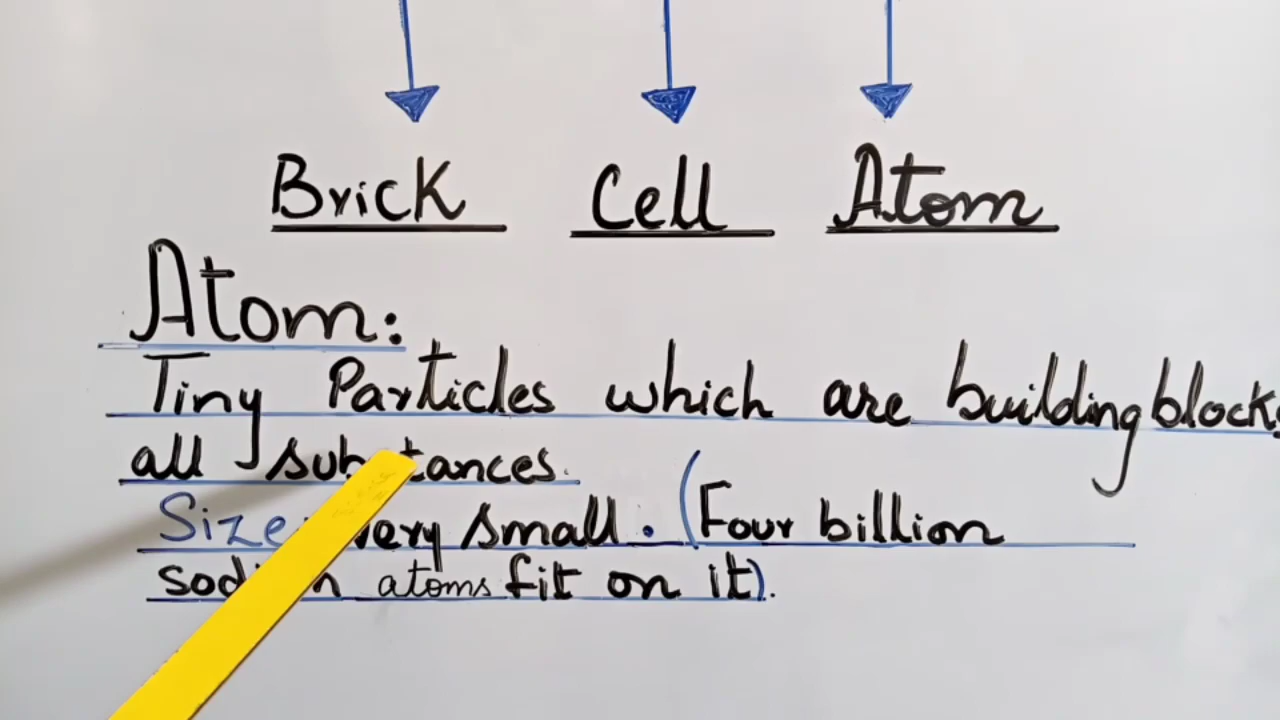 Brick Cell Atom
Atom:
Tiny Particles which are building block
all substances.
Size very small. (Four billion
atoms fit on it).